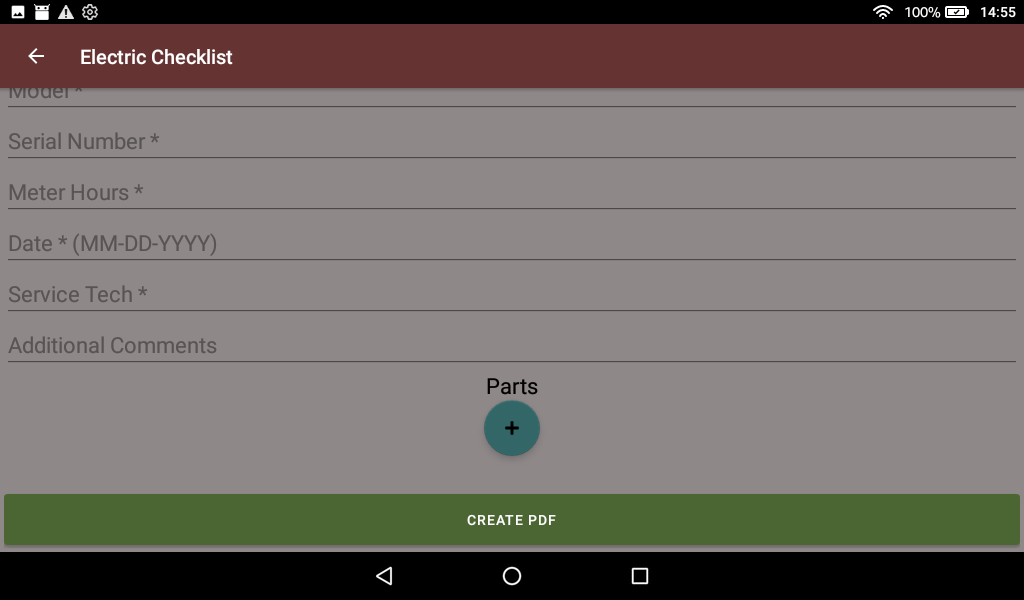 100% 14:55
Electric Checklist
Model *
Serial Number *
Meter Hours *
Date * (MM-DD-YYYY)
Service Tech *
Additional Comments
Parts
+
CREATE PDF